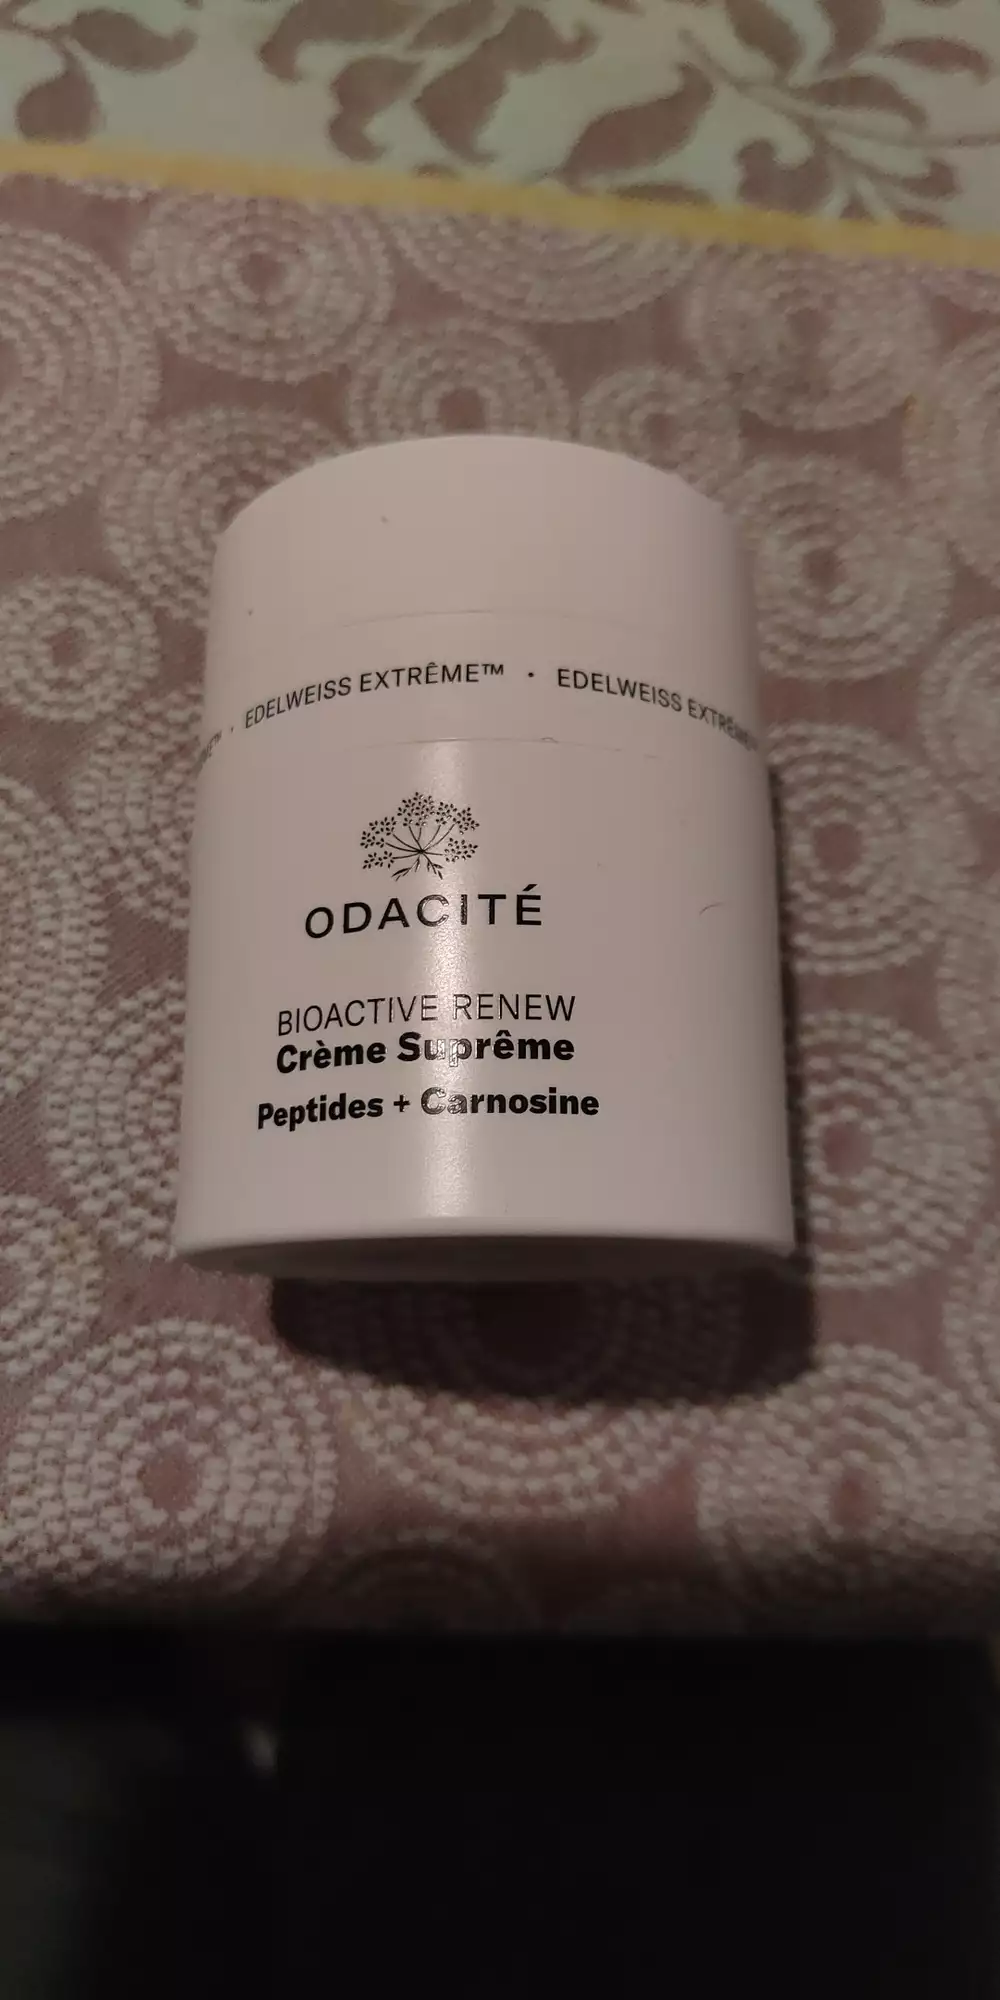 EDELWEISS EXTRÊME™ · EDELWEISS EXTRÊME
ODACITÉ
BIOACTIVE RENEW
Crème Suprême
Peptides + Carnosine